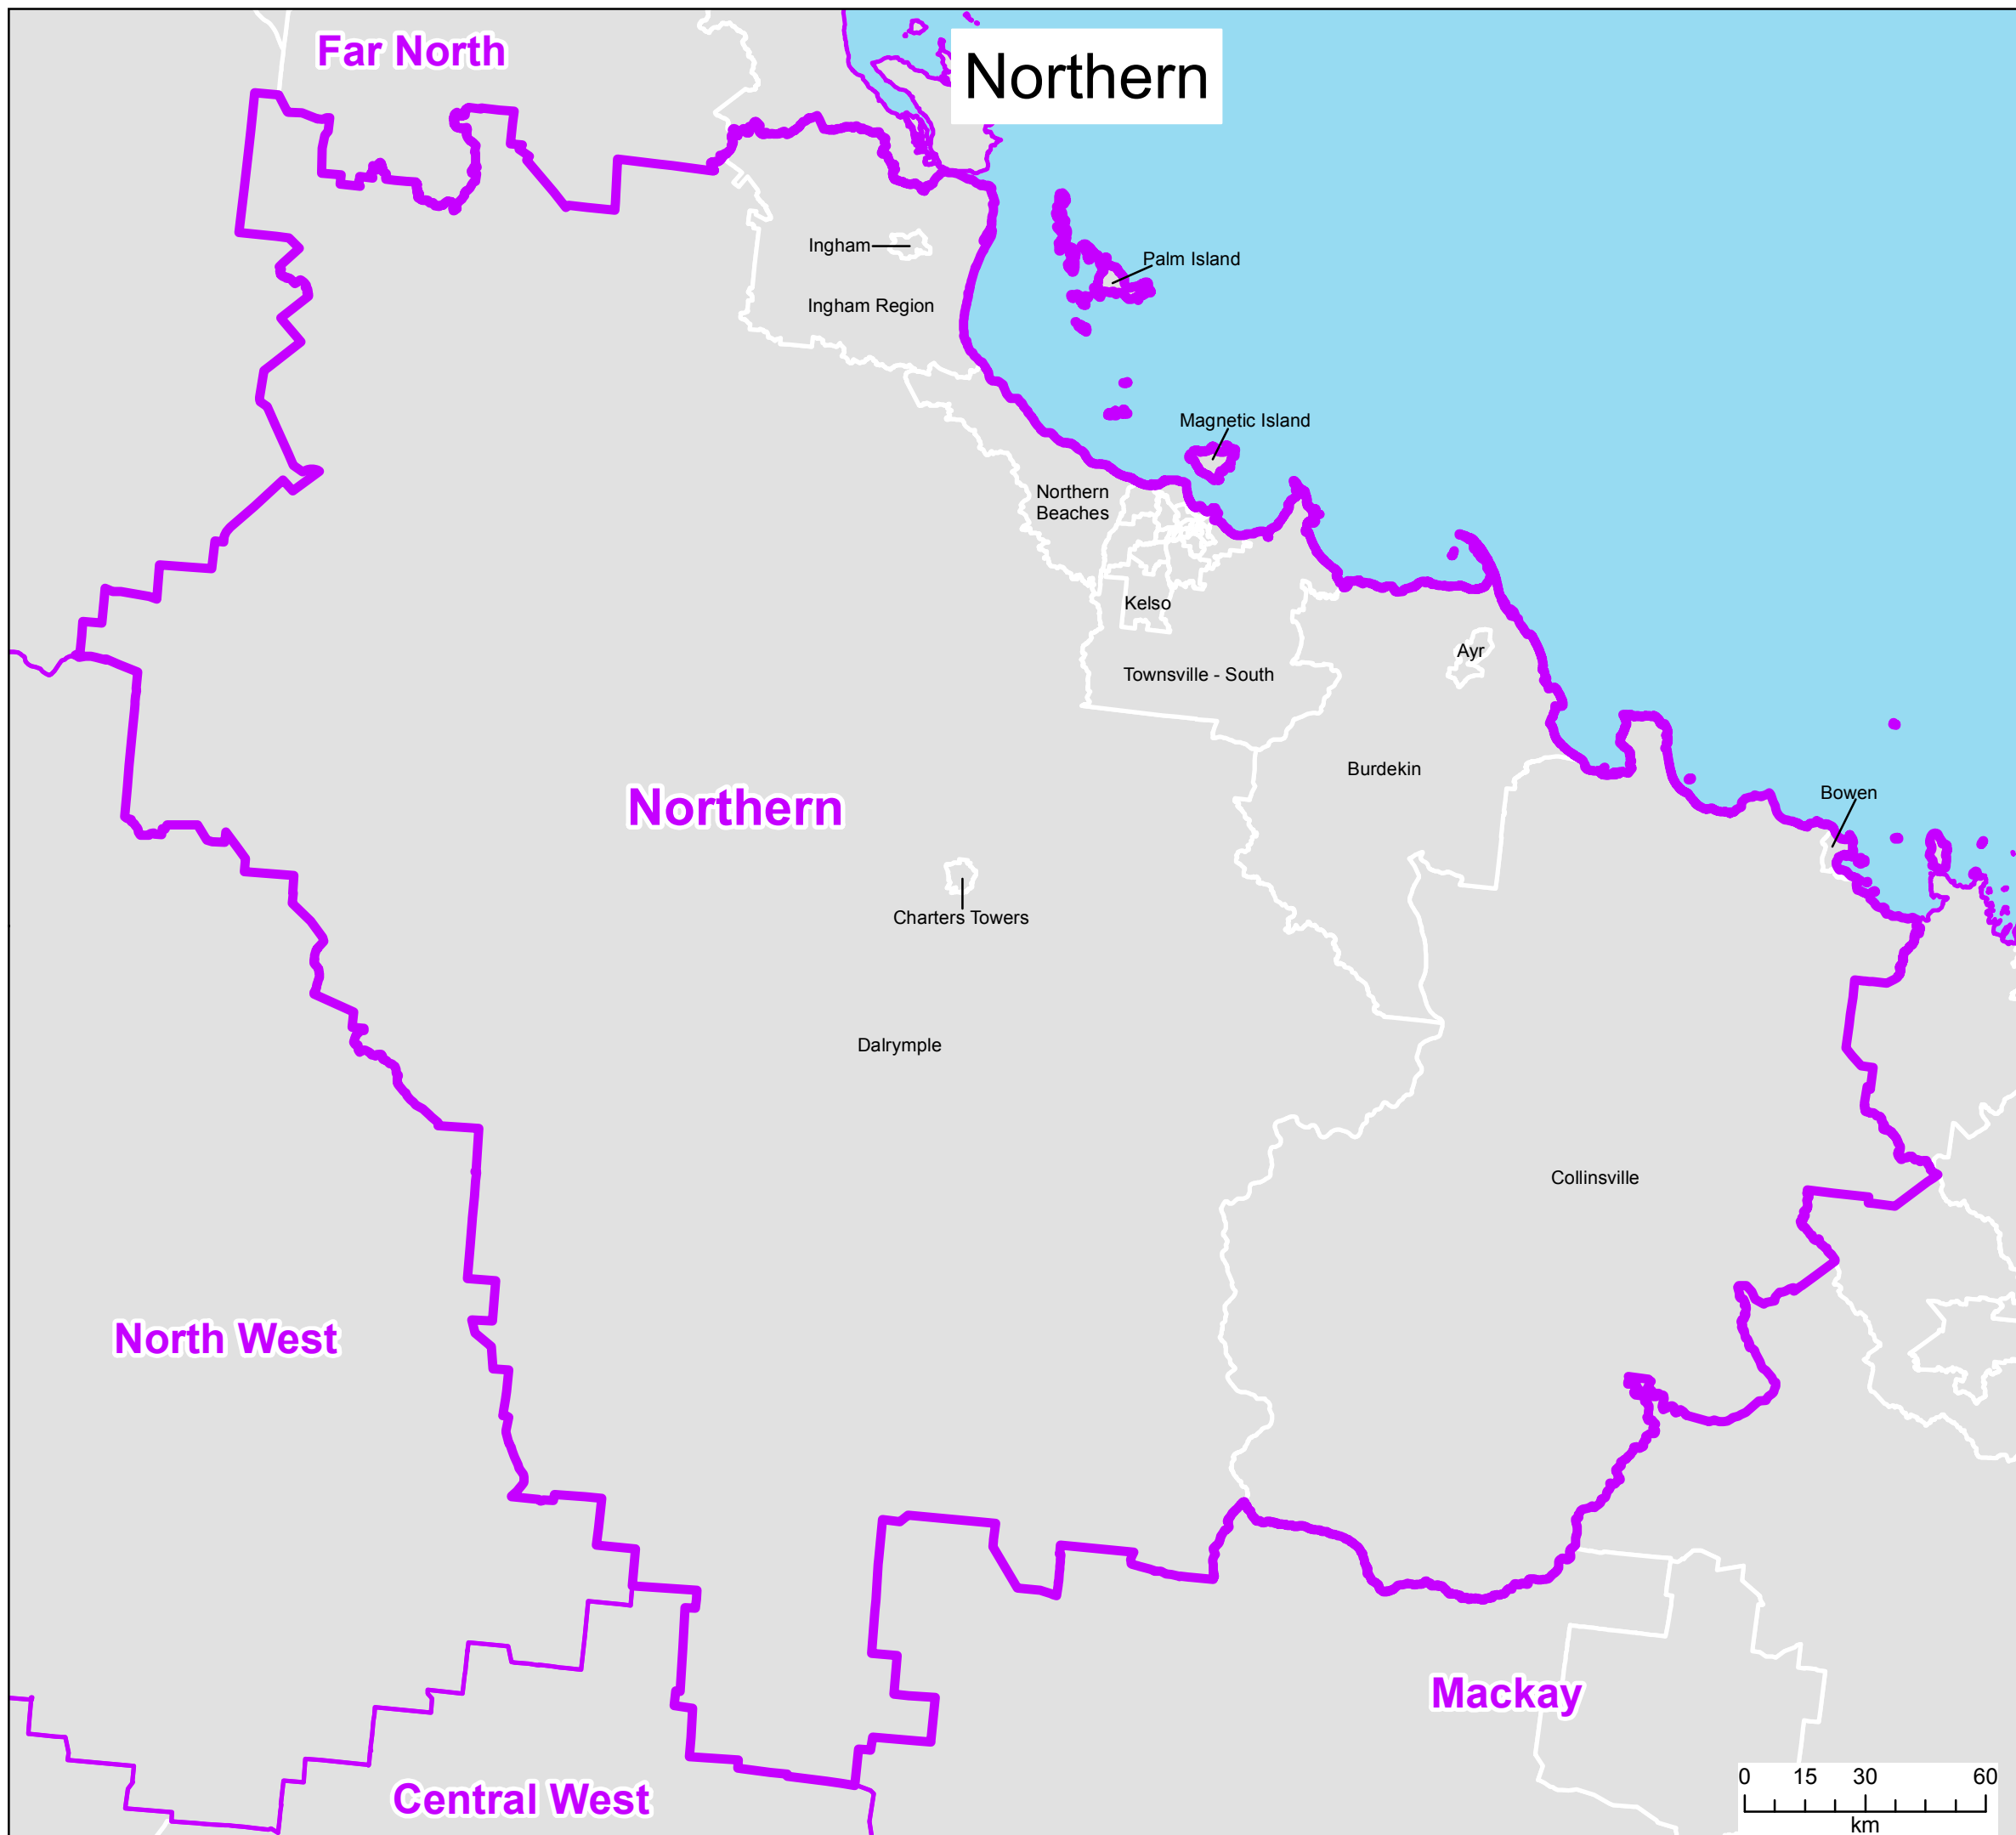 Far North
Northern
Ingham
Palm Island
Ingham Region
Magnetic Island
Northern
Beaches
Kelso
Ayr
Townsville - South
Burdekin
Northern
Bowen
Charters Towers
Dalrymple
Collinsville
North West
Mackay
Central West
0 15 30 60
km